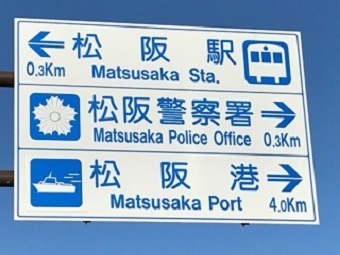 松阪駅
0.3Km Matsusaka Sta.
松阪警察署
Matsusaka Police Office 0.3Km
松阪港
Matsusaka Port 4.0Km